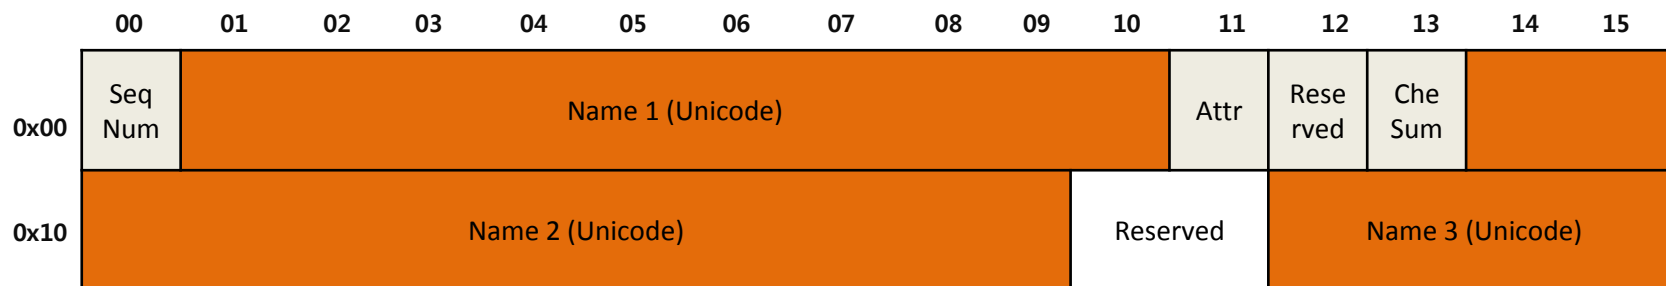 00 01 02 03 04 05 06 07 08 09 10 11 12 13 14 15
0x00
Seq
Num
Name 1 (Unicode)
Attr
Rese
rved
Che
Sum
0x10
Name 2 (Unicode)
Reserved
Name 3 (Unicode)